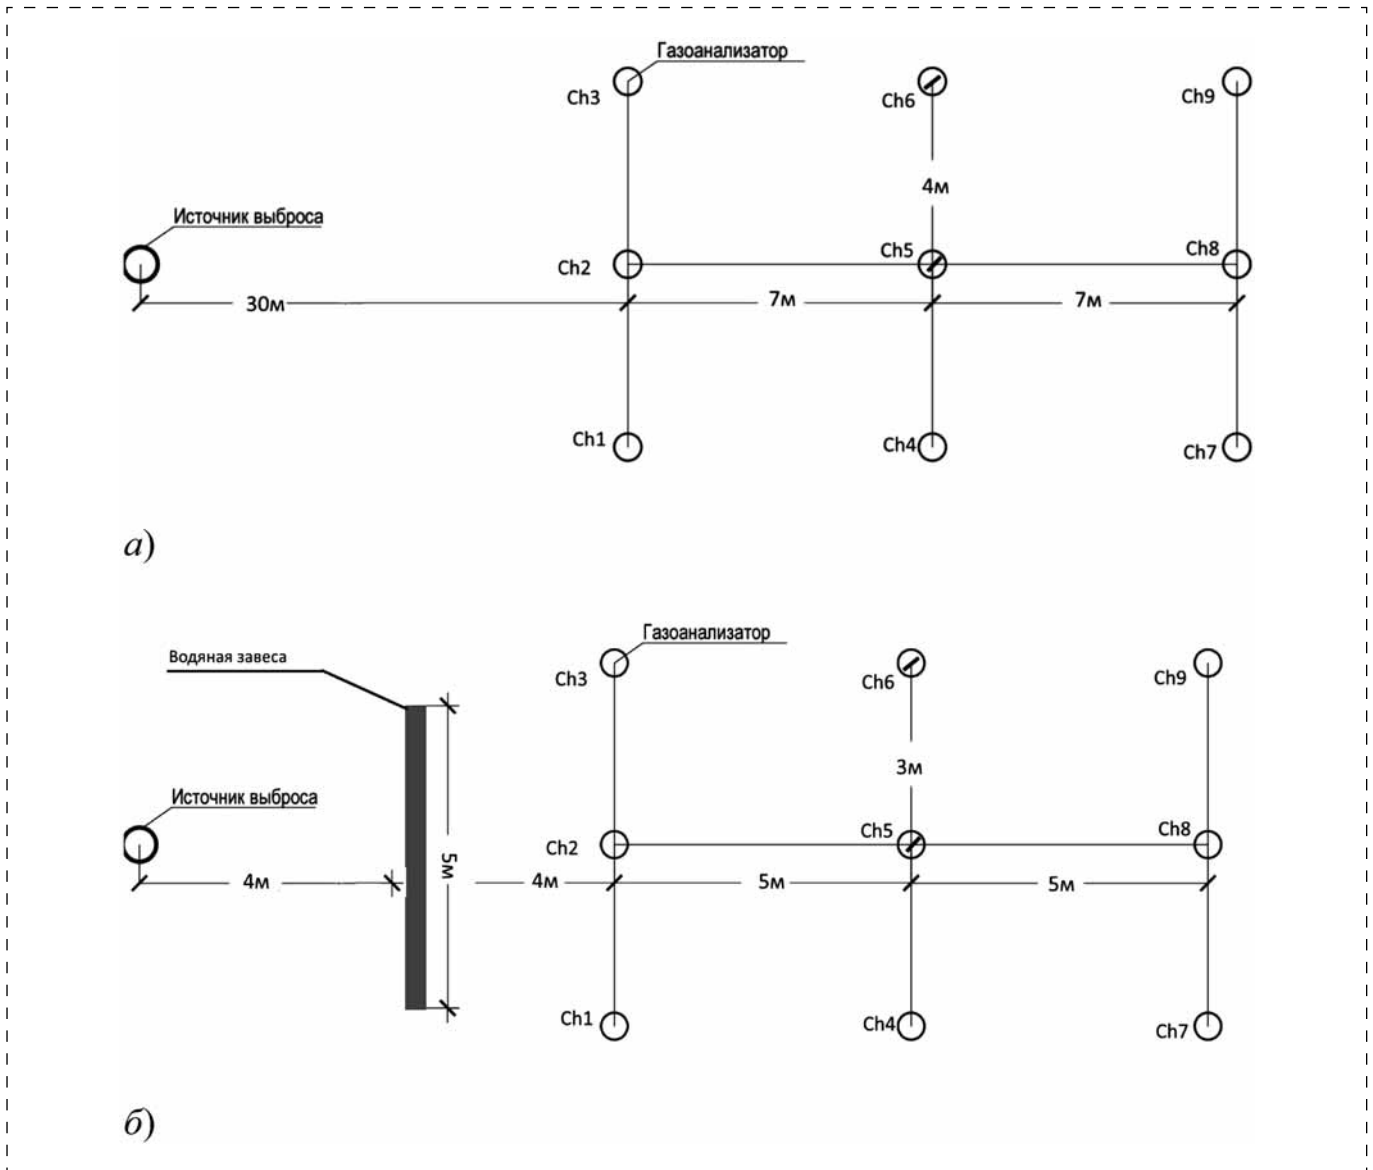 Газоанализатор
Ch3
Ch6
Ch9
4м
Источник выброса
Ch2
Ch5
Ch8
30м
7м
7м
Ch1
Ch4
Ch7
а)
Газоанализатор
Водяная завеса
Ch3
Ch6
Ch9
3м
Источник выброса
Ch2
Ch5
Ch8
4м
5м
4м
5м
5м
Ch1
Ch4
Ch7
б)